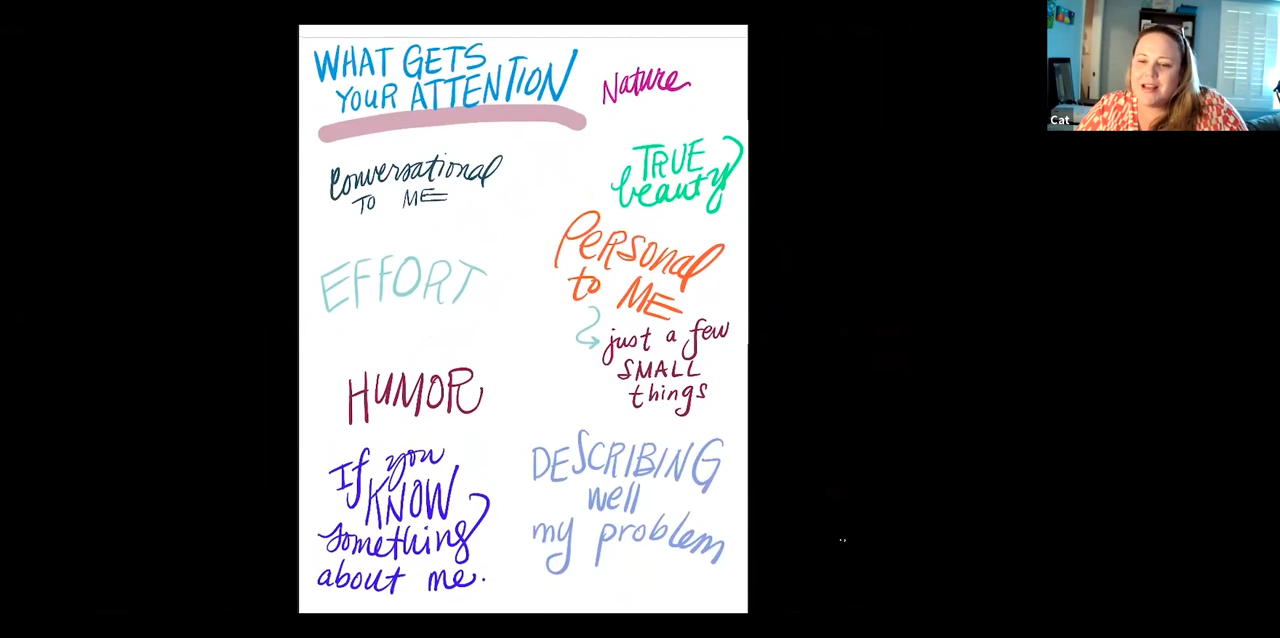 WHAT GETS
YOUR ATTENTION
Nature
Conversational
TO ME
TRUE
beauty
EFFORT
PERSONAL
to ME
just a few
SMALL
things
HUMOR
If you
KNOW
something
about me.
DESCRIBING
well
my problem
Cat